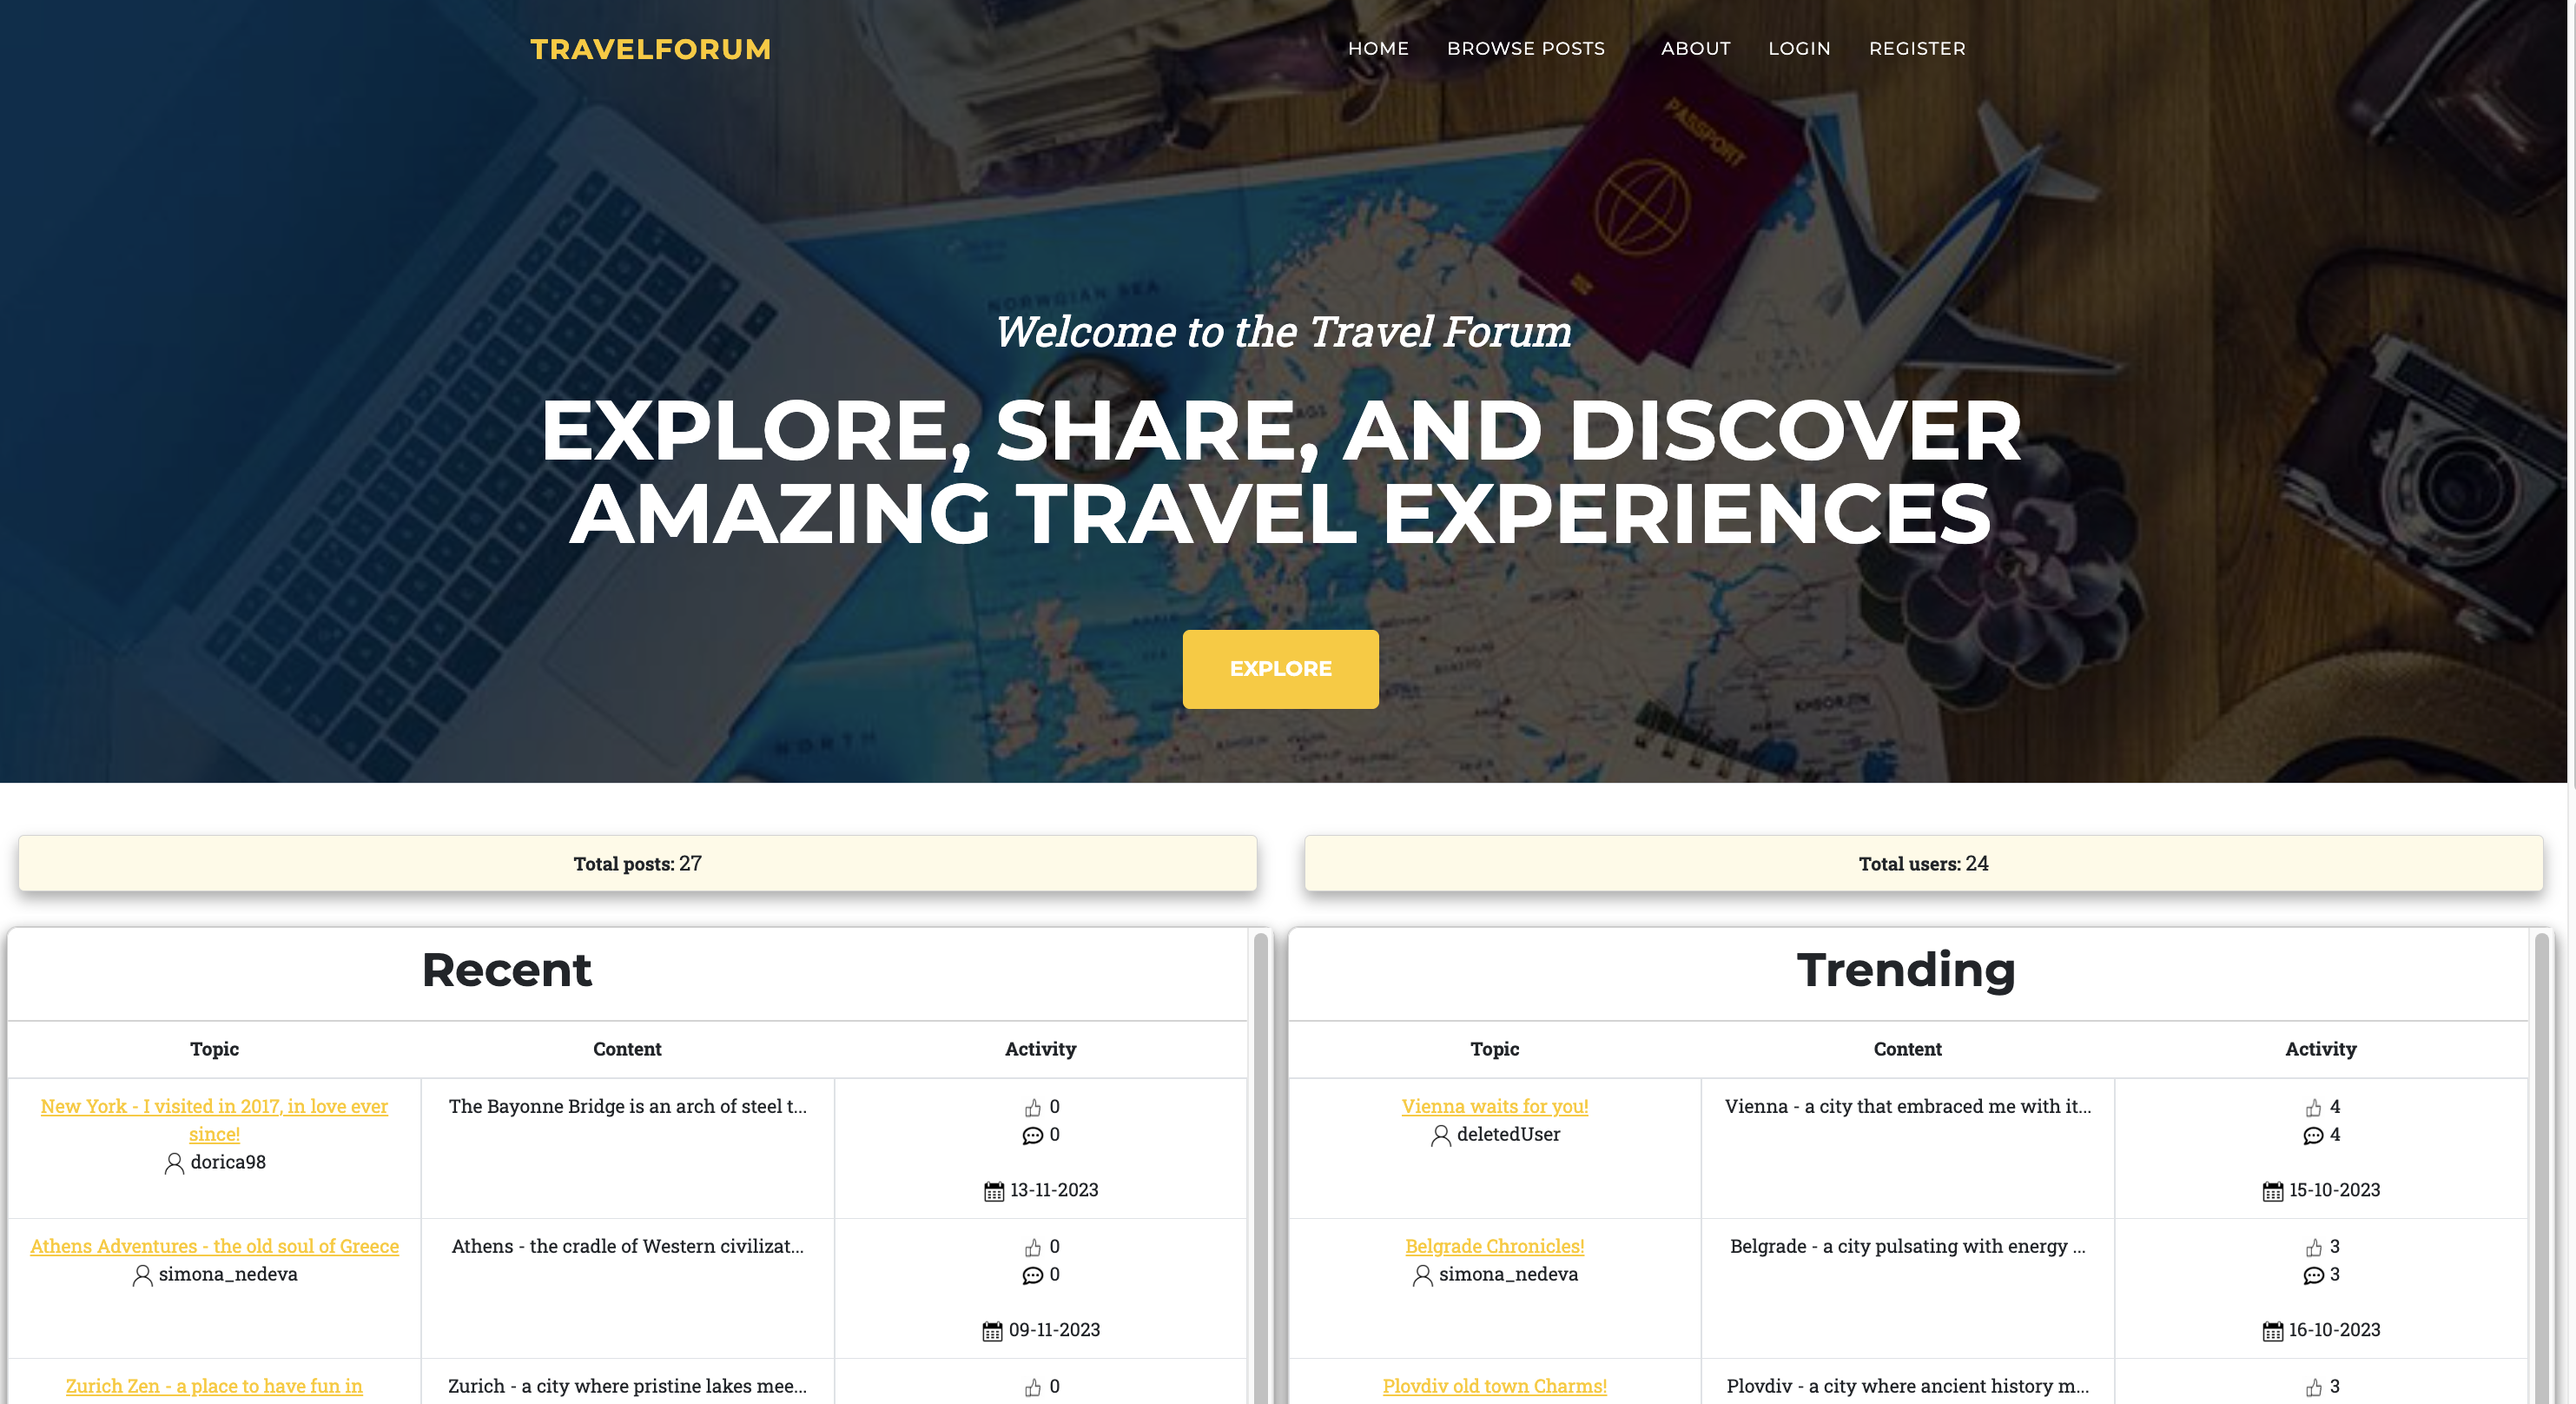 TRAVELFORUM
HOME BROWSE POSTS ABOUT LOGIN REGISTER
PASSPORT
NORWGIAN SEA
Welcome to the Travel Forum
EXPLORE, SHARE, AND DISCOVER
AMAZING TRAVEL EXPERIENCES
EXPLORE
NORTH
Total posts: 27
Total users: 24
Recent
Topic Content Activity
New York - I visited in 2017, in love ever
since!
dorica98
The Bayonne Bridge is an arch of steel t...
0
0
13-11-2023
Athens Adventures - the old soul of Greece
simona_nedeva
Athens - the cradle of Western civilizat...
0
0
09-11-2023
Zurich Zen - a place to have fun in
Zurich - a city where pristine lakes mee...
0
Trending
Topic Content Activity
Vienna waits for you!
deletedUser
Vienna - a city that embraced me with it...
4
4
15-10-2023
Belgrade Chronicles!
simona_nedeva
Belgrade - a city pulsating with energy ...
3
3
16-10-2023
Plovdiv old town Charms!
Plovdiv - a city where ancient history m...
3